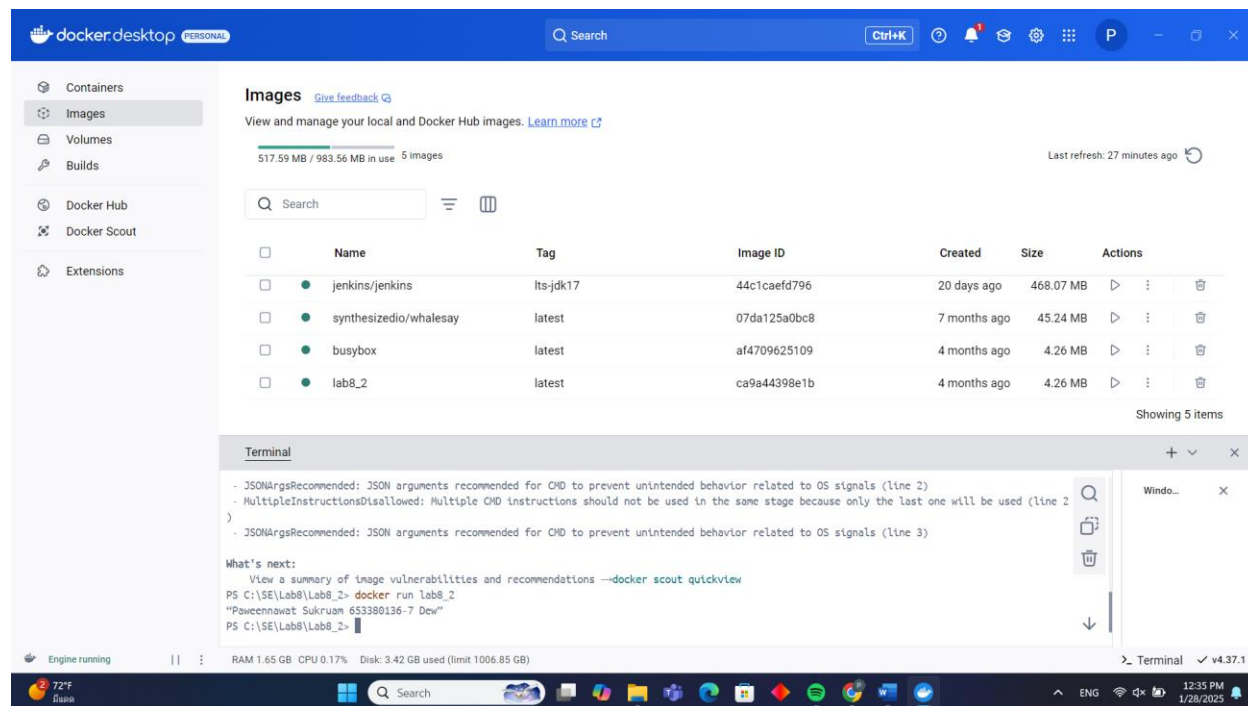 docker.desktop PERSONAL
Search
Ctrl+K
1
P
Containers
Images
Volumes
Builds
Docker Hub
Docker Scout
Extensions
Images Give feedback
View and manage your local and Docker Hub images. Learn more
517.59 MB / 983.56 MB in use 5 images
Last refresh: 27 minutes ago
Search
Name Tag Image ID Created Size Actions
jenkins/jenkins lts-jdk17 44c1caefd796 20 days ago 468.07 MB
synthesizedio/whalesay latest 07da125a0bc8 7 months ago 45.24 MB
busybox latest af4709625109 4 months ago 4.26 MB
lab8_2 latest ca9a44398e1b 4 months ago 4.26 MB
Showing 5 items
Terminal
- JSONArgsRecommended: JSON arguments recommended for CMD to prevent unintended behavior related to OS signals (line 2)
- MultipleInstructionsDisallowed: Multiple CMD instructions should not be used in the same stage because only the last one will be used (line 2
)
- JSONArgsRecommended: JSON arguments recommended for CMD to prevent unintended behavior related to OS signals (line 3)
What's next:
View a summary of image vulnerabilities and recommendations →docker scout quickview
PS C:\SE\Lab8\Lab8_2> docker run lab8_2
“Paweennawat Sukruam 653380136-7 Dew”
PS C:\SE\Lab8\Lab8_2>
Windo...
Engine running
RAM 1.65 GB CPU 0.17% Disk: 3.42 GB used (limit 1006.85 GB)
>_ Terminal v4.37.1
2
72°F
มีแดด
Search
ENG
12:35 PM
1/28/2025